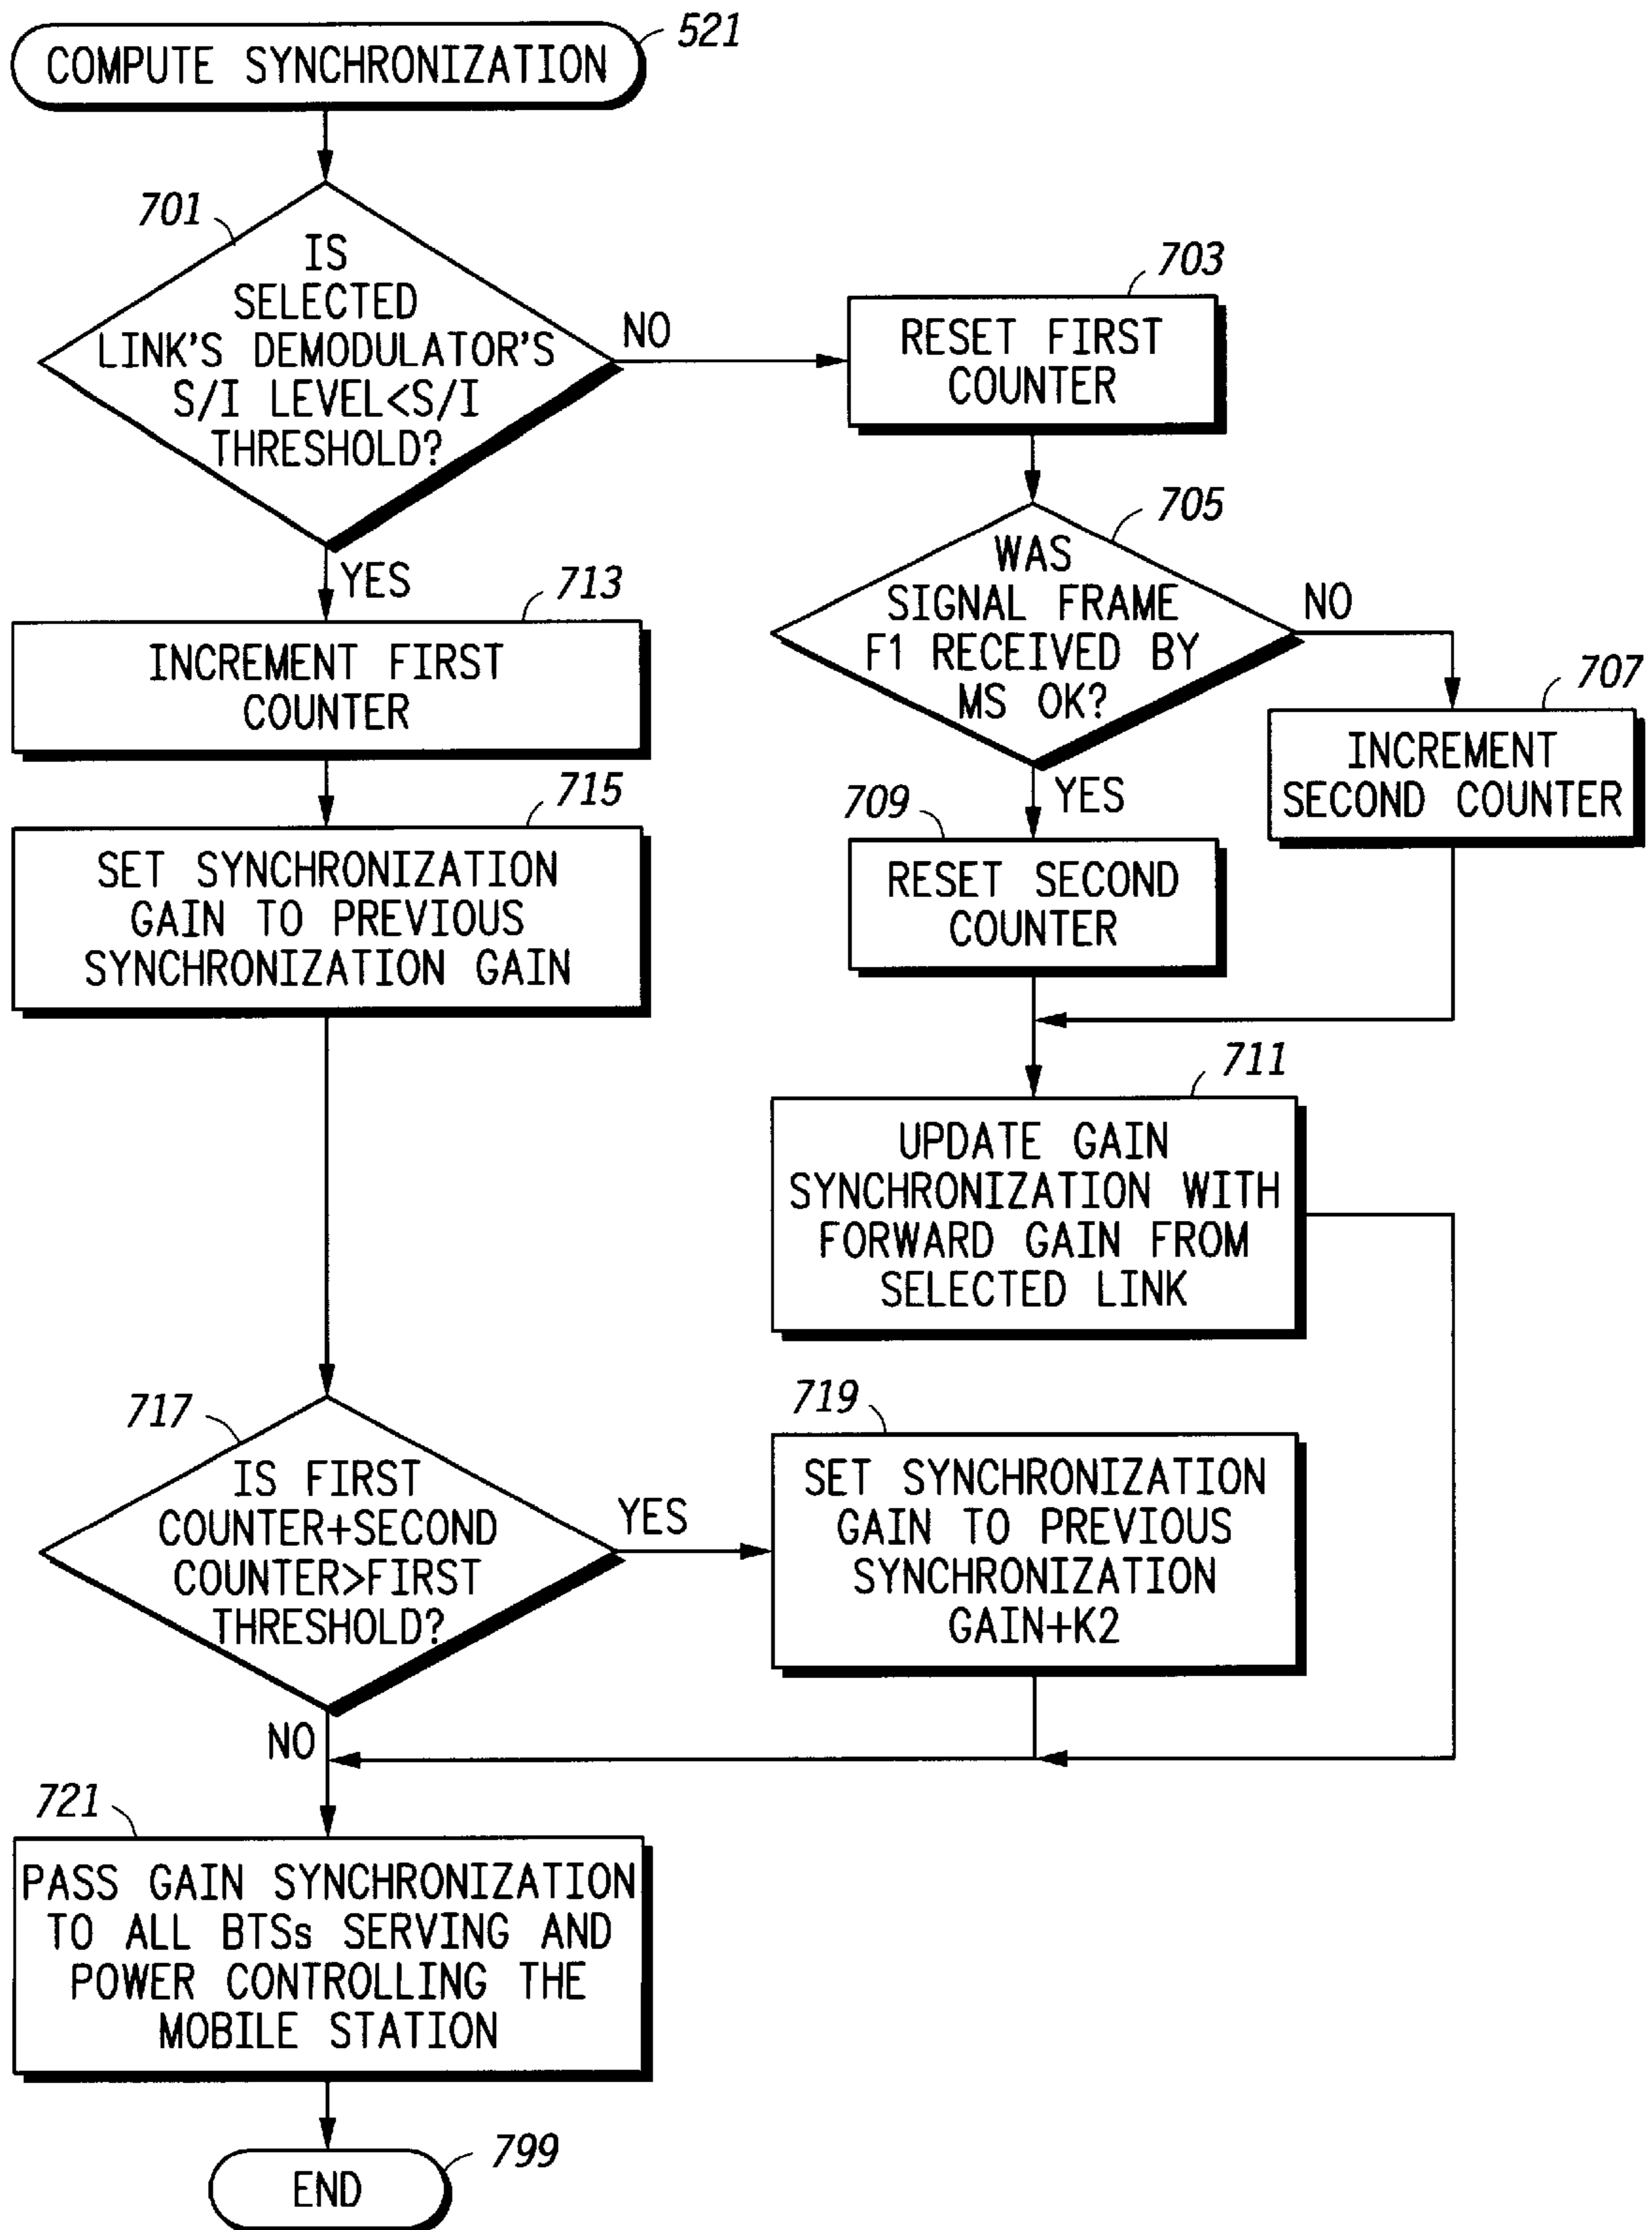 COMPUTE SYNCHRONIZATION
521
701
IS
SELECTED
LINK'S DEMODULATOR'S
S/I LEVEL<S/I
THRESHOLD?
NO
YES
703
RESET FIRST
COUNTER
705
WAS
SIGNAL FRAME
F1 RECEIVED BY
MS OK?
NO
YES
707
INCREMENT
SECOND COUNTER
709
RESET SECOND
COUNTER
711
UPDATE GAIN
SYNCHRONIZATION WITH
FORWARD GAIN FROM
SELECTED LINK
713
INCREMENT FIRST
COUNTER
715
SET SYNCHRONIZATION
GAIN TO PREVIOUS
SYNCHRONIZATION GAIN
717
IS FIRST
COUNTER+SECOND
COUNTER>FIRST
THRESHOLD?
YES
NO
719
SET SYNCHRONIZATION
GAIN TO PREVIOUS
SYNCHRONIZATION
GAIN+K2
721
PASS GAIN SYNCHRONIZATION
TO ALL BTSs SERVING AND
POWER CONTROLLING THE
MOBILE STATION
END
799